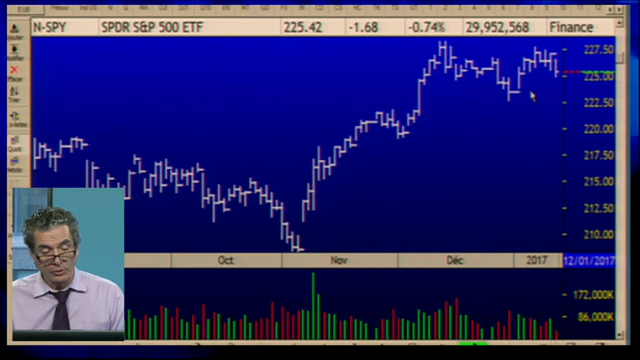 N-SPY SPDR S&P 500 ETF 225.42 -1.68 -0.74% 29,952,568 Finance
227.50
225.00
222.50
220.00
217.50
215.00
212.50
210.00
Oct Nov Déc 2017 12/01/2017
172,000K
86,000K